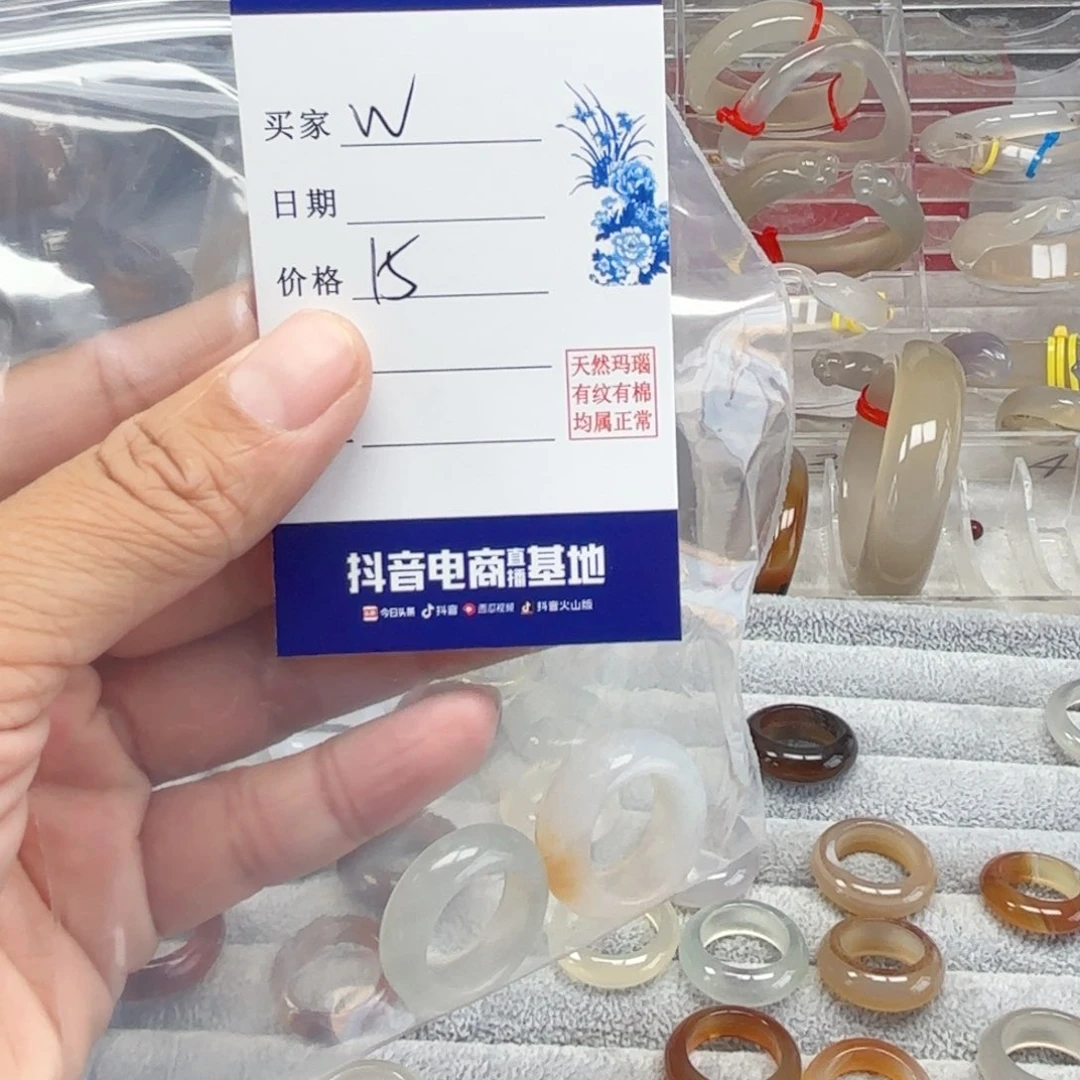 买家 W
日期
价格 15
天然玛瑙
有纹有棉
均属正常
抖音电商直播基地
今日头条 抖音 西瓜视频 抖音火山版
4